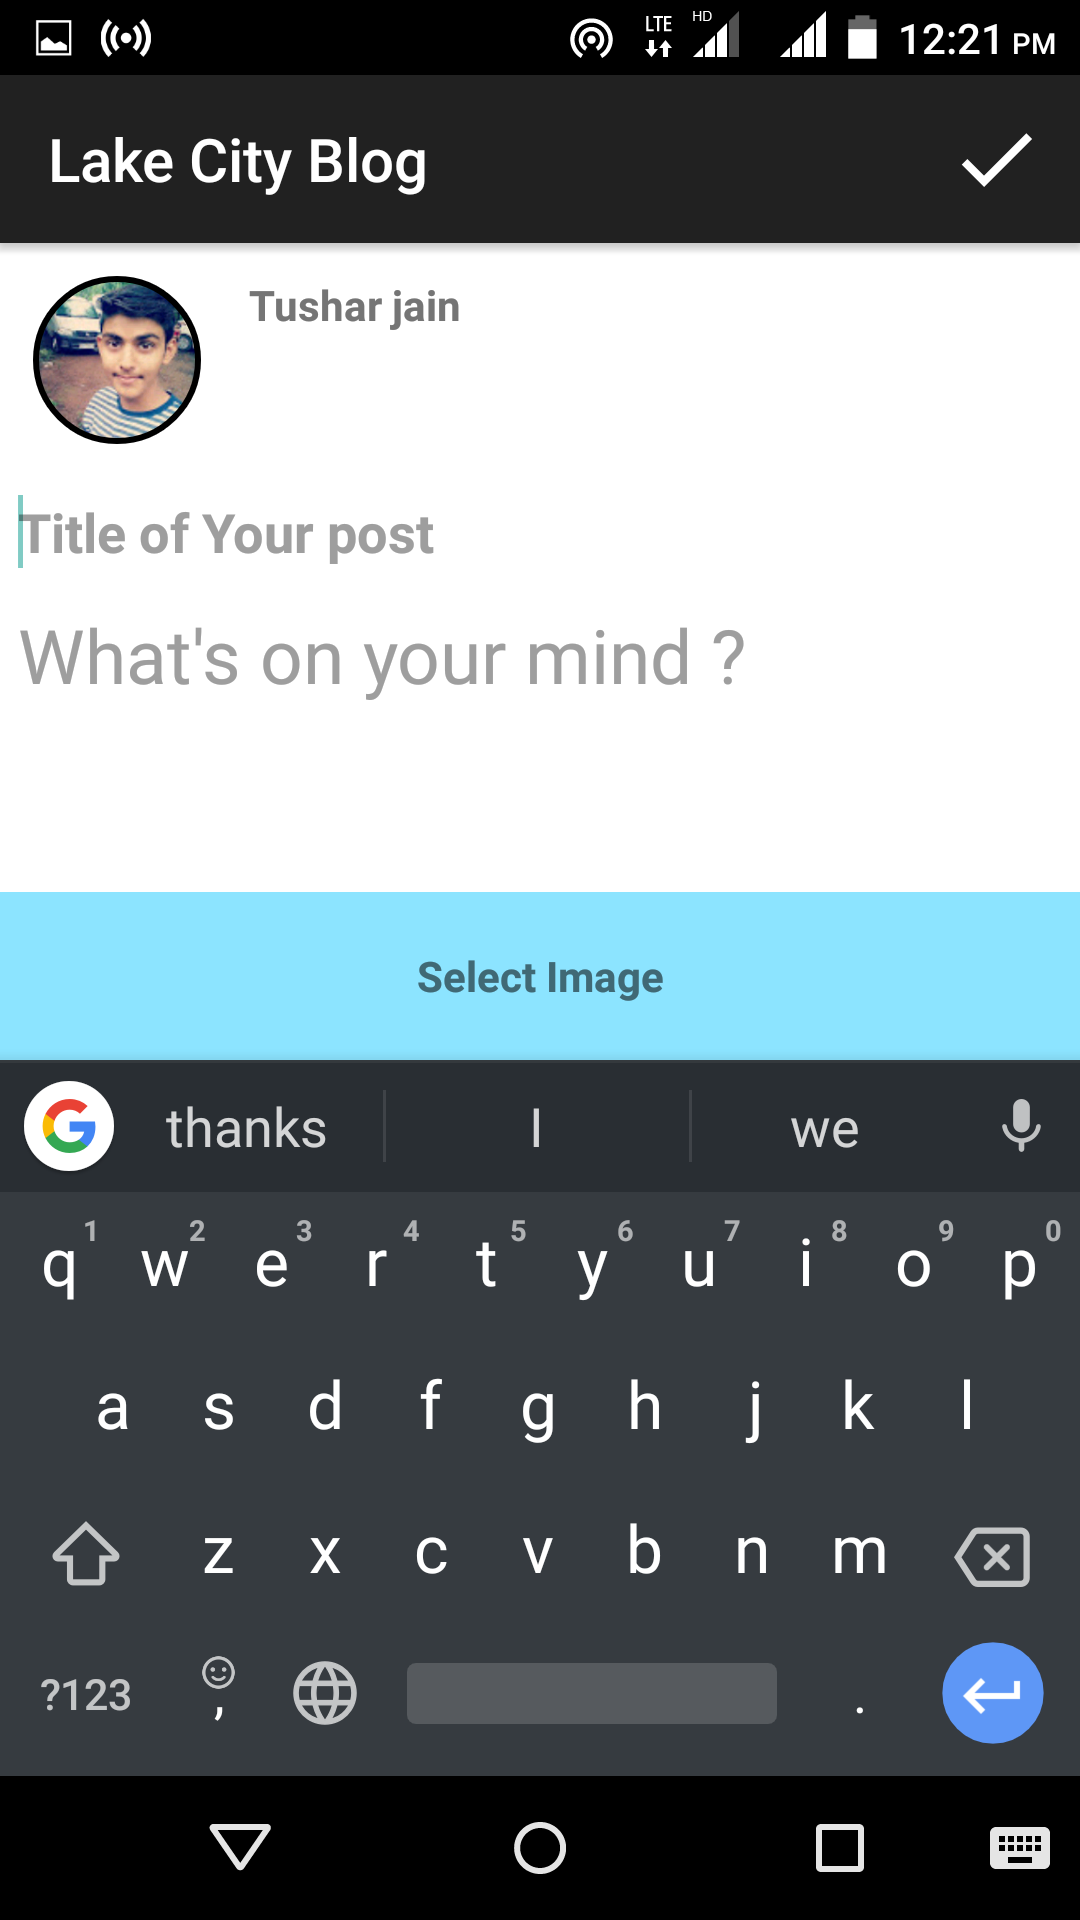 LTE HD 12:21 PM
Lake City Blog
Tushar jain
Title of Your post
What's on your mind ?
Select Image
thanks I we
1 2 3 4 5 6 7 8 9 0
q w e r t y u i o p
a s d f g h j k l
z x c v b n m
?123 , .